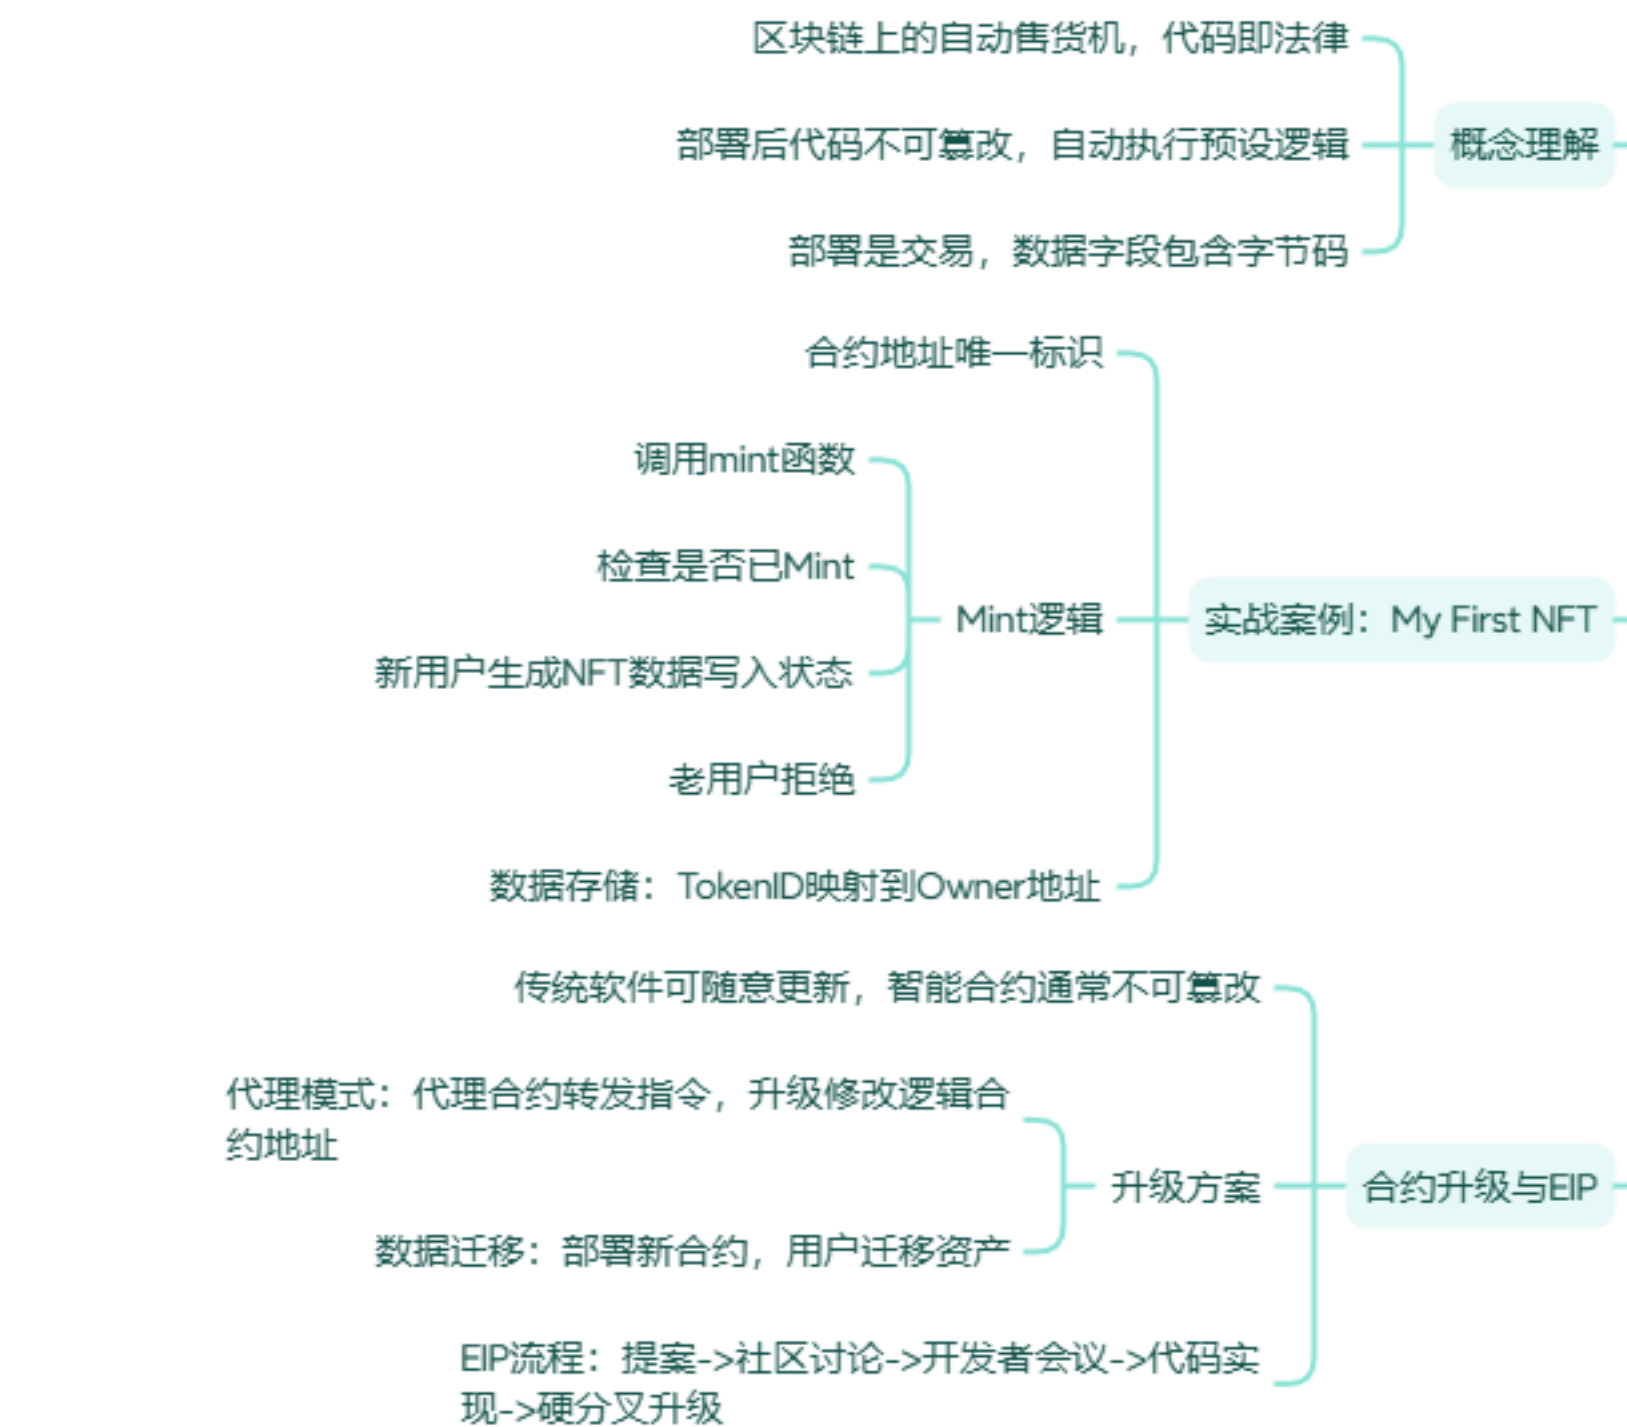 区块链上的自动售货机，代码即法律
部署后代码不可篡改，自动执行预设逻辑
概念理解
部署是交易，数据字段包含字节码
合约地址唯一标识
调用mint函数
检查是否已Mint
Mint逻辑
实战案例：My First NFT
新用户生成NFT数据写入状态
老用户拒绝
数据存储：TokenID映射到Owner地址
传统软件可随意更新，智能合约通常不可篡改
代理模式：代理合约转发指令，升级修改逻辑合
约地址
升级方案
合约升级与EIP
数据迁移：部署新合约，用户迁移资产
EIP流程：提案->社区讨论->开发者会议->代码实
现->硬分叉升级